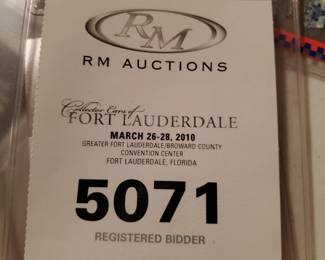 RM
RM AUCTIONS
Collector Cars of
FORT LAUDERDALE
MARCH 26-28, 2010
GREATER FORT LAUDERDALE/BROWARD COUNTY
CONVENTION CENTER
FORT LAUDERDALE, FLORIDA
5071
REGISTERED BIDDER